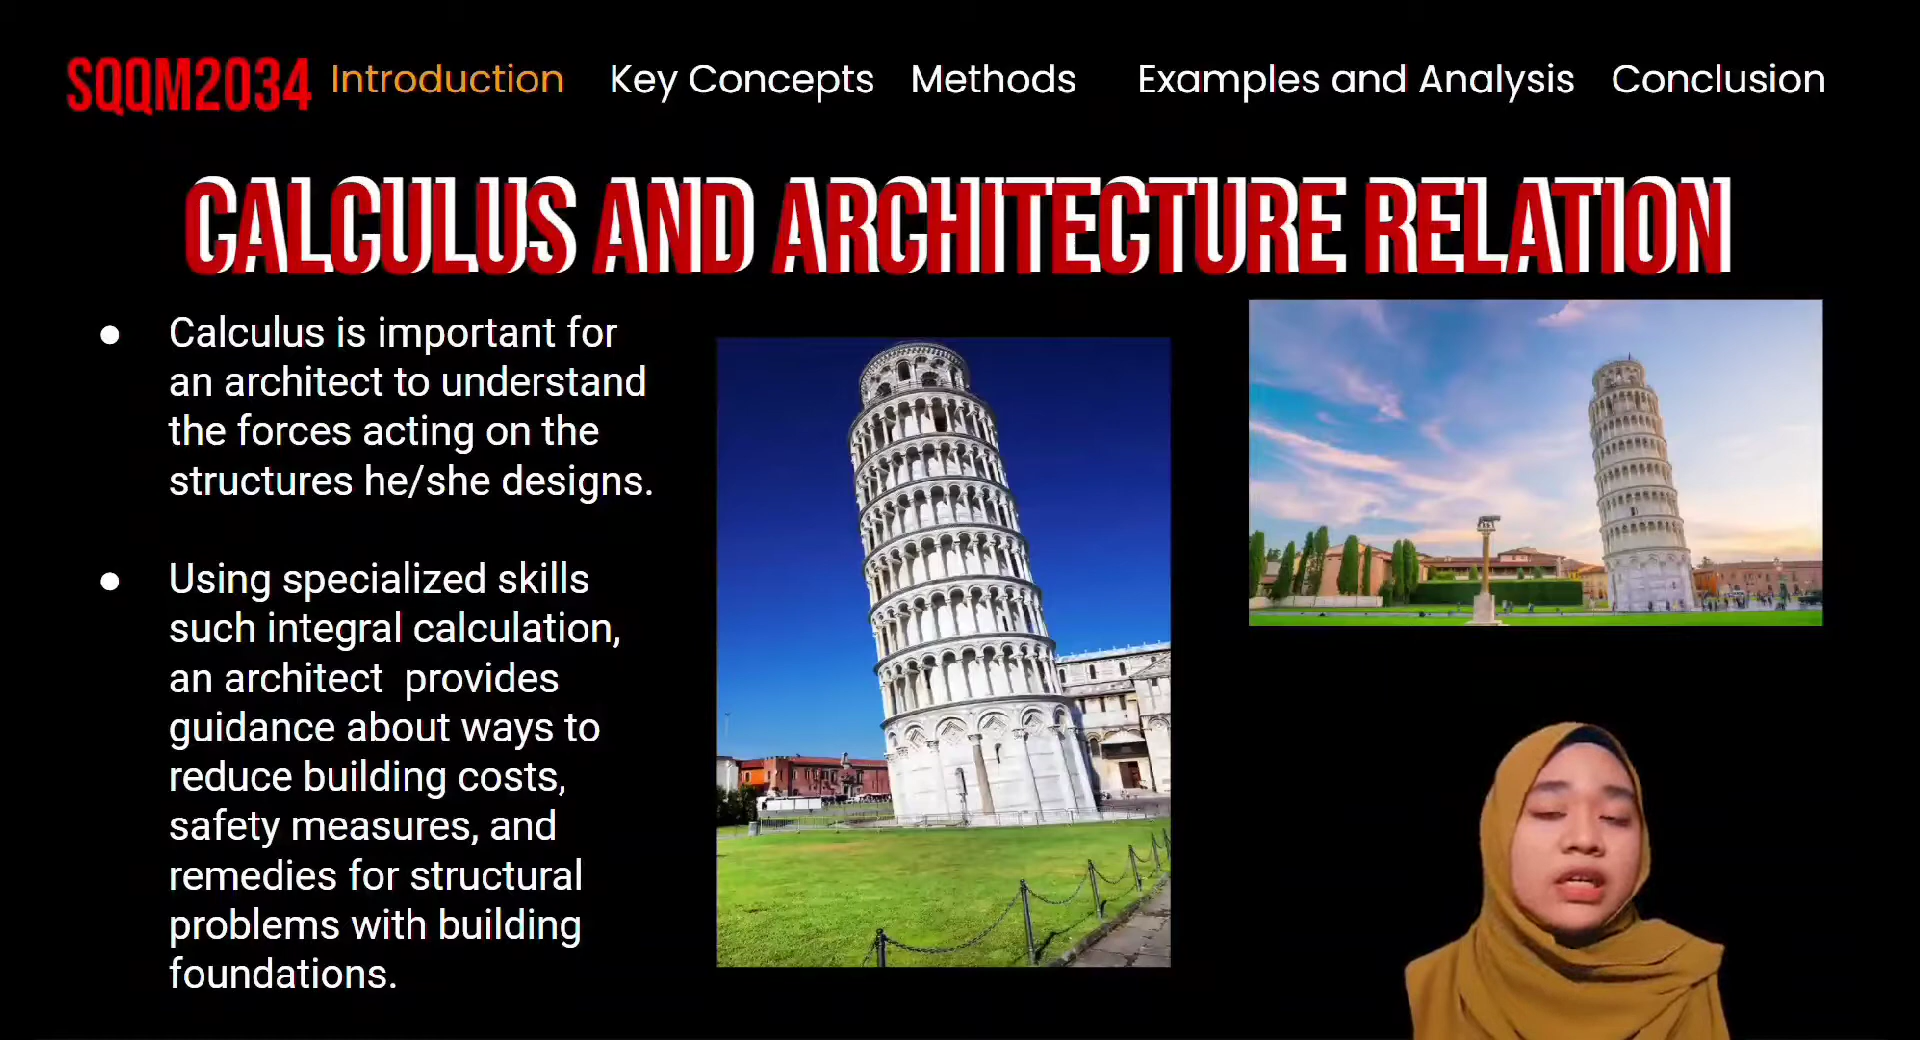 SQQM2034 Introduction Key Concepts Methods Examples and Analysis Conclusion
CALCULUS AND ARCHITECTURE RELATION
● Calculus is important for
an architect to understand
the forces acting on the
structures he/she designs.
● Using specialized skills
such integral calculation,
an architect  provides
guidance about ways to
reduce building costs,
safety measures, and
remedies for structural
problems with building
foundations.